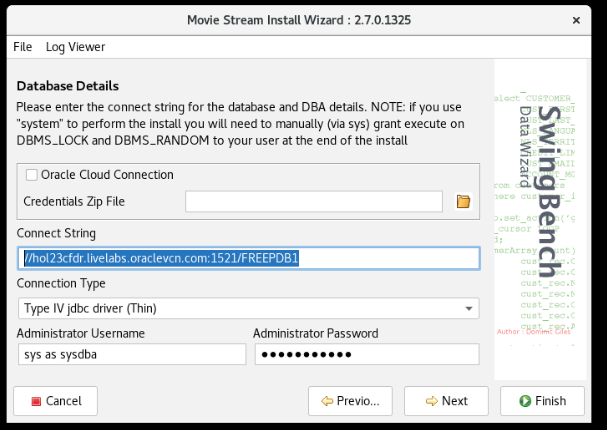 Movie Stream Install Wizard : 2.7.0.1325
×
File Log Viewer
Database Details
Please enter the connect string for the database and DBA details. NOTE: if you use
"system" to perform the install you will need to manually (via sys) grant execute on
DBMS_LOCK and DBMS_RANDOM to your user at the end of the install
Oracle Cloud Connection
Credentials Zip File
Connect String
//hol23cfdr.livelabs.oraclevcn.com:1521/FREEPDB1
Connection Type
Type IV jdbc driver (Thin)
Administrator Username Administrator Password
sys as sysdba ●●●●●●●●●●●
Cancel Previo... Next Finish
SwingBench
Data Wizard
Author : Dominic Giles